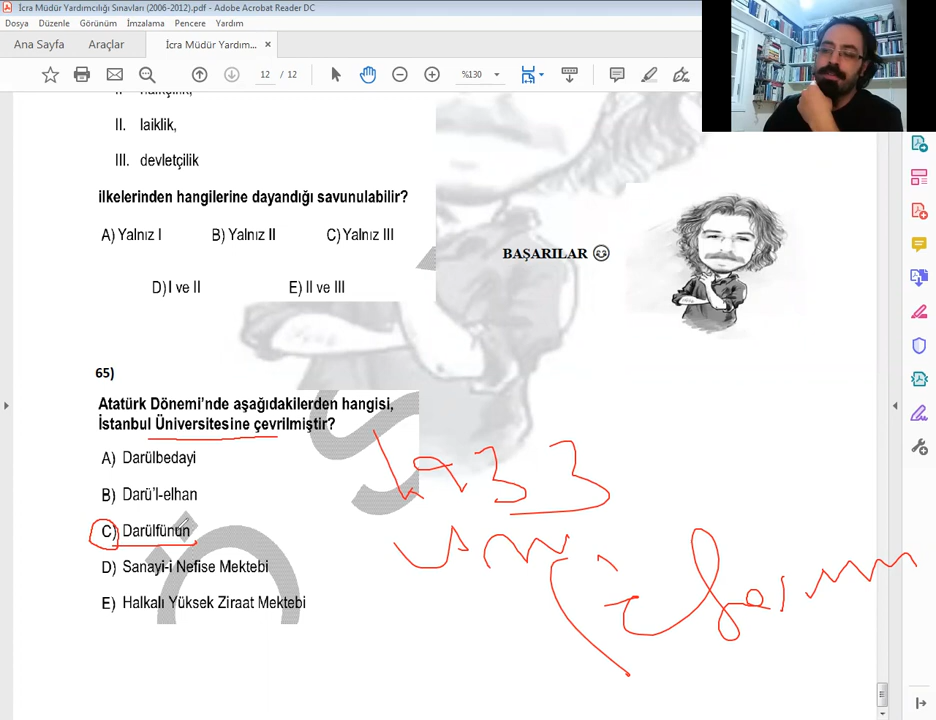 İcra Müdür Yardımcılığı Sınavları (2006-2012).pdf - Adobe Acrobat Reader DC
Dosya Düzenle Görünüm İmzalama Pencere Yardım
Ana Sayfa Araçlar İcra Müdür Yardım... ×
12 / 12 %130
II. laiklik,
III. devletçilik
ilkelerinden hangilerine dayandığı savunulabilir?
A) Yalnız I B) Yalnız II C) Yalnız III
D) I ve II E) II ve III
BAŞARILAR
65)
Atatürk Dönemi'nde aşağıdakilerden hangisi,
İstanbul Üniversitesine çevrilmiştir?
A) Darülbedayi
B) Darü'l-elhan
C) Darülfünun
D) Sanayi-i Nefise Mektebi
E) Halkalı Yüksek Ziraat Mektebi
1933